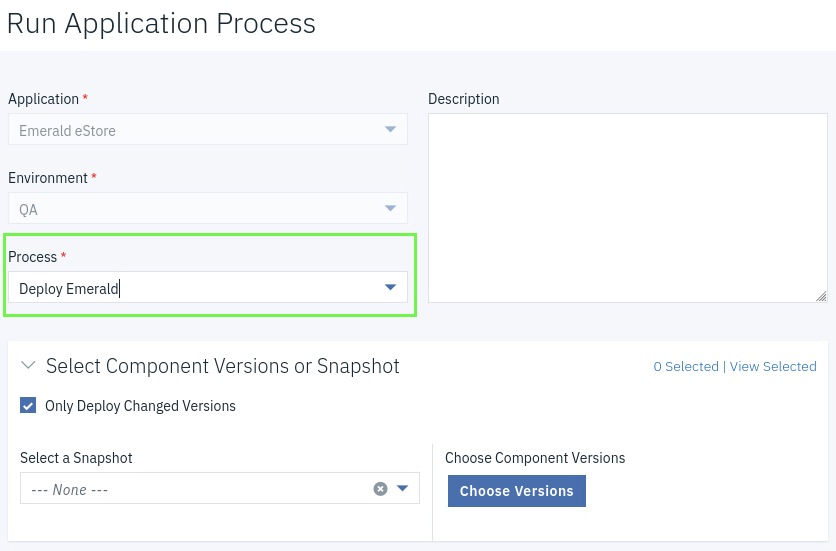 Run Application Process
Application *
Emerald eStore
Environment *
QA
Process *
Deploy Emerald
Description
Select Component Versions or Snapshot
0 Selected | View Selected
Only Deploy Changed Versions
Select a Snapshot
--- None ---
Choose Component Versions
Choose Versions